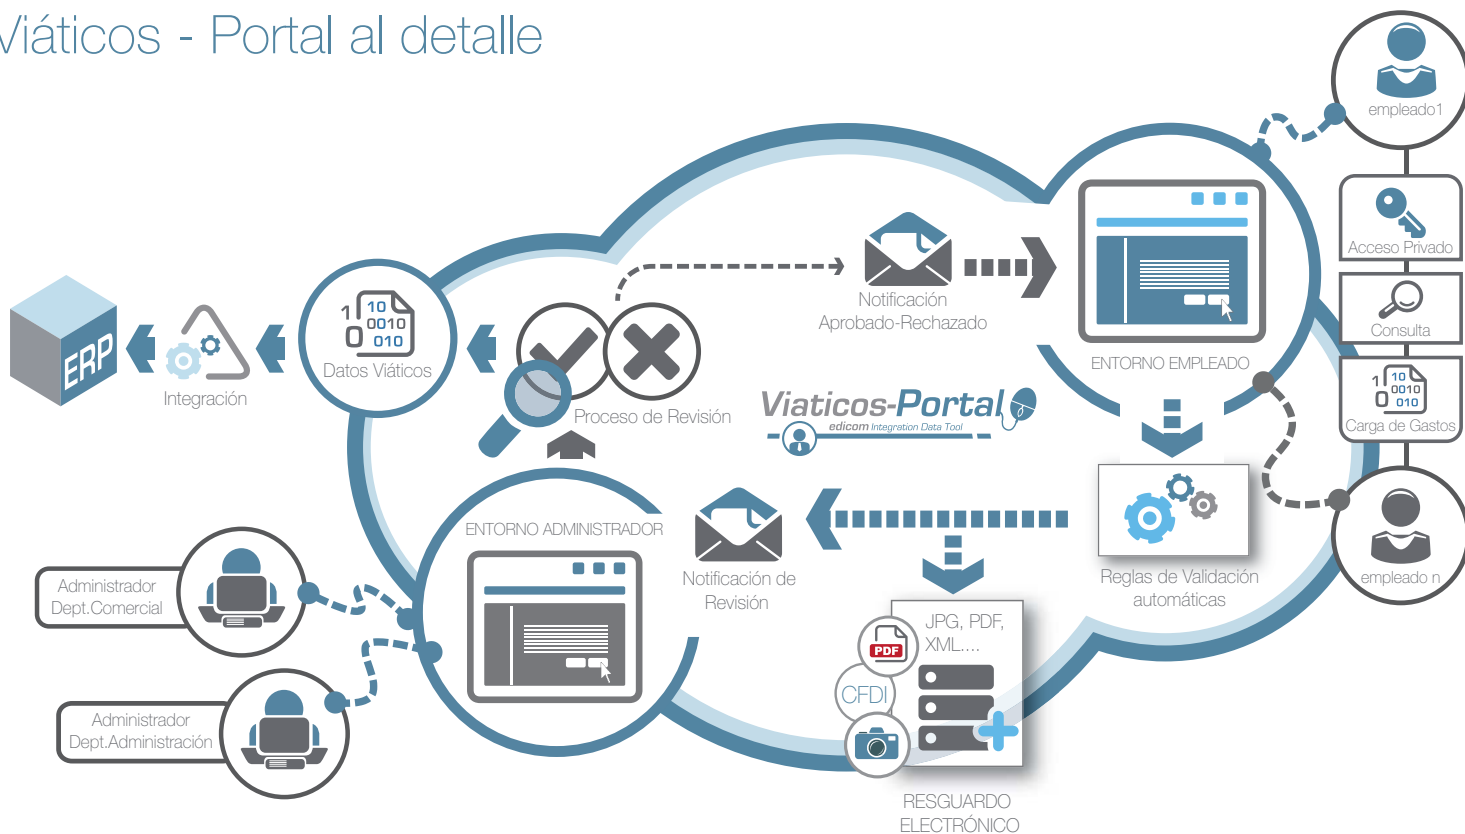 Viáticos - Portal al detalle
empleado1
Acceso Privado
Consulta
Carga de Gastos
empleado n
ENTORNO EMPLEADO
Notificación
Aprobado-Rechazado
Proceso de Revisión
1 10
0 0010
010
Datos Viáticos
Integración
ERP
Viaticos-Portal
edicom Integration Data Tool
1 10
0 0010
010
Reglas de Validación
automáticas
ENTORNO ADMINISTRADOR
Notificación de
Revisión
Administrador
Dept.Comercial
Administrador
Dept.Administración
JPG, PDF,
XML....
PDF
CFDI
RESGUARDO
ELECTRÓNICO